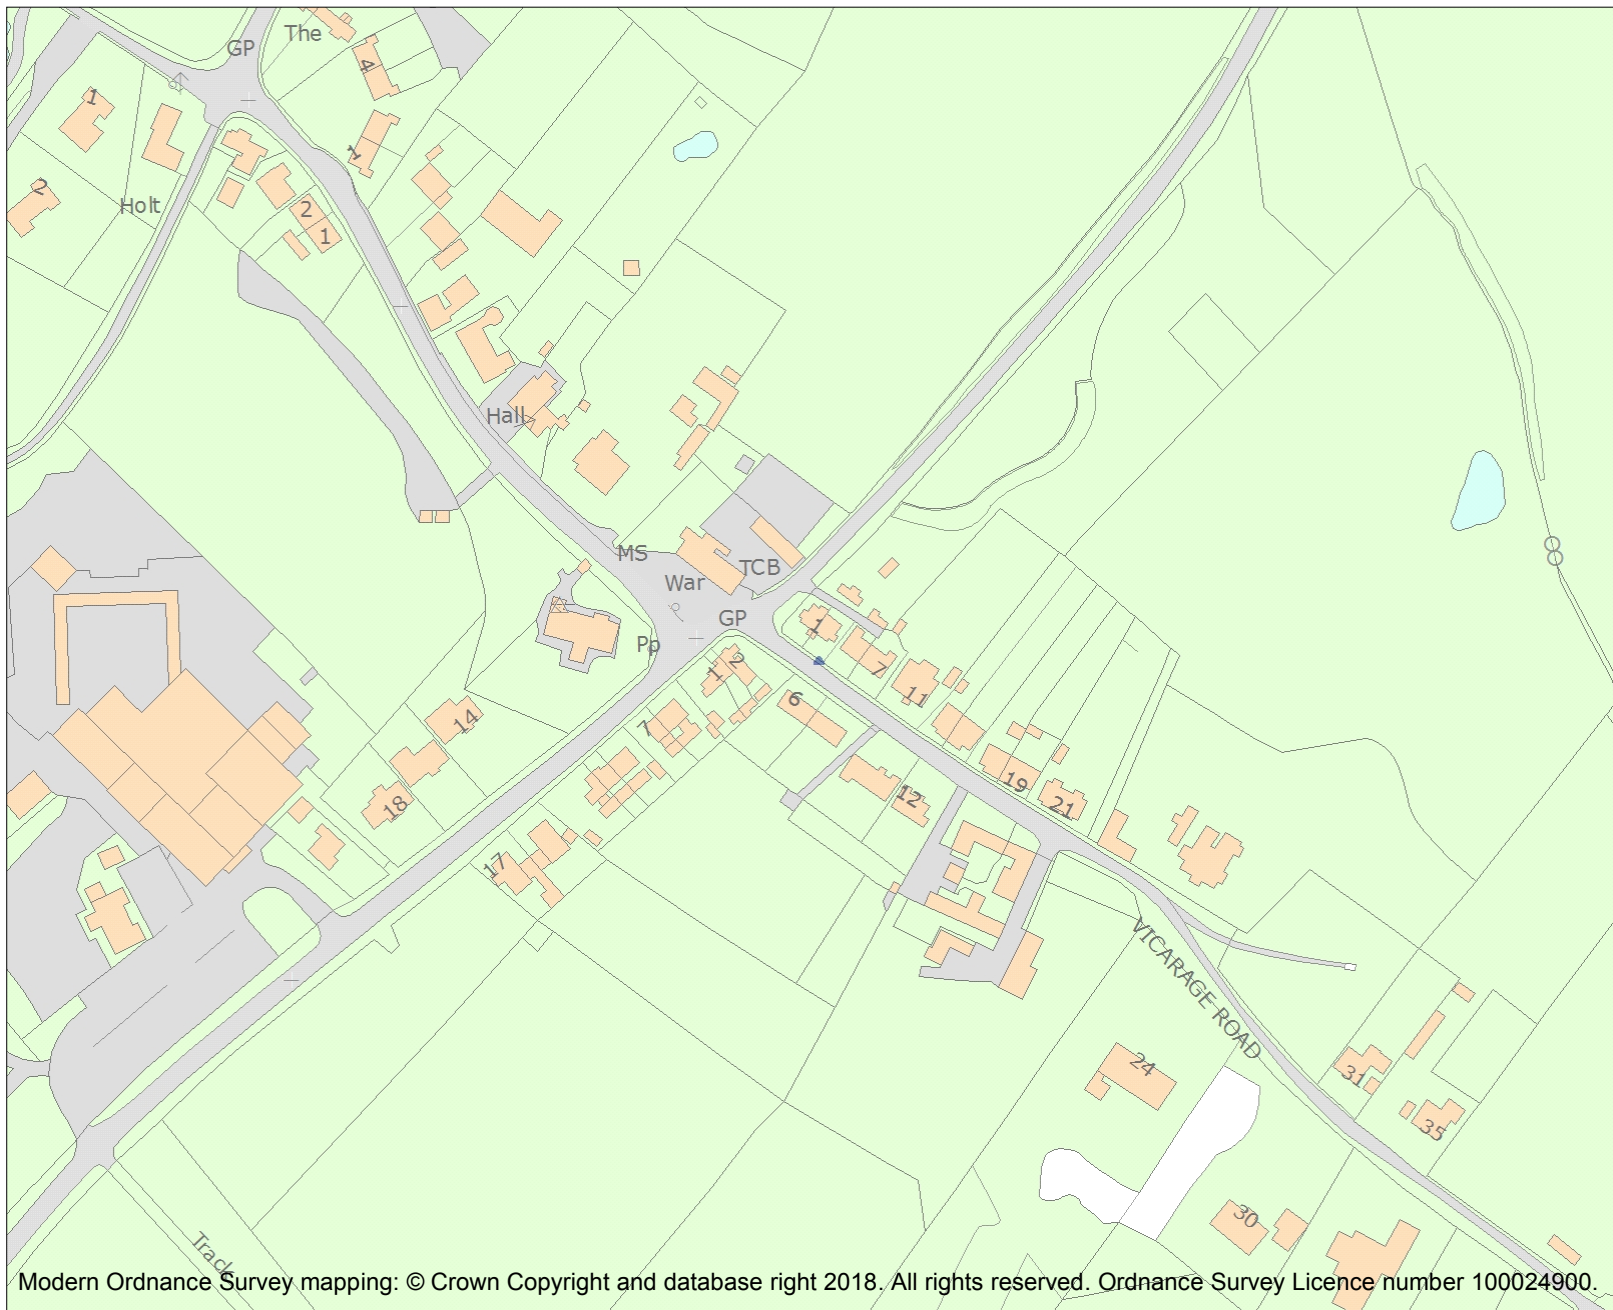 The
GP
4
1
1
2
Holt
2
1
Hall
MS
War
TCB
GP
Pp
1
1
2
7
11
14
7
6
18
19
21
12
17
VICARAGE ROAD
24
31
35
30
Track
Modern Ordnance Survey mapping: © Crown Copyright and database right 2018. All rights reserved. Ordnance Survey Licence number 100024900.